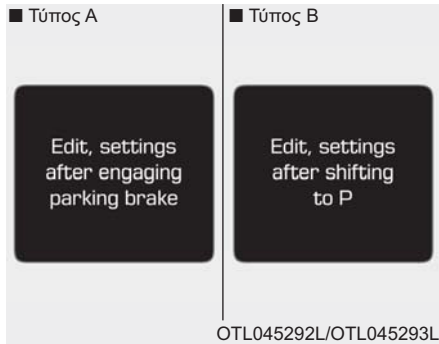 ■ Τύπος A
Edit, settings
after engaging
parking brake
■ Τύπος B
Edit, settings
after shifting
to P
OTL045292L/OTL045293L